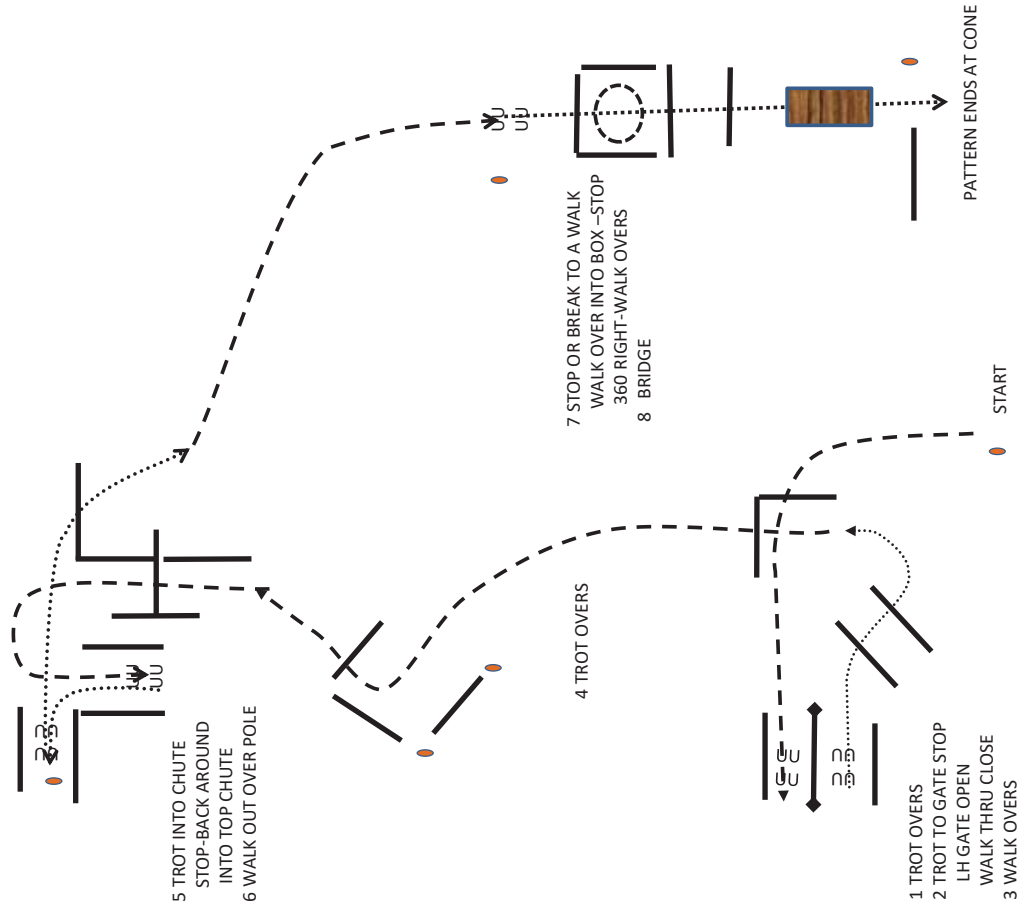 START
1 TROT OVERS
2 TROT TO GATE STOP
LH GATE OPEN
WALK THRU CLOSE
3 WALK OVERS
4 TROT OVERS
5 TROT INTO CHUTE
STOP-BACK AROUND
INTO TOP CHUTE
6 WALK OUT OVER POLE
7 STOP OR BREAK TO A WALK
WALK OVER INTO BOX –STOP
360 RIGHT-WALK OVERS
8 BRIDGE
PATTERN ENDS AT CONE